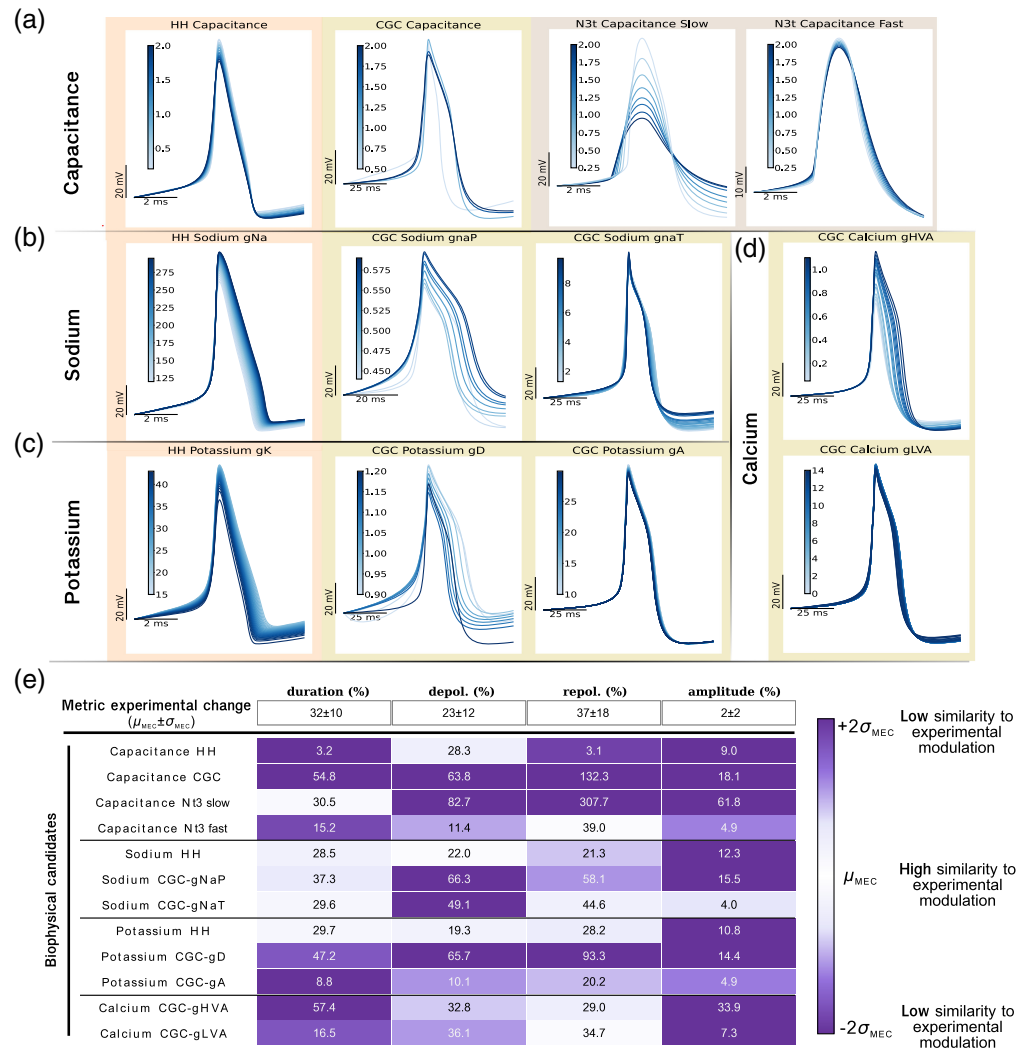 (a)
HH Capacitance
CGC Capacitance
N3t Capacitance Slow
N3t Capacitance Fast
Capacitance
2.0
1.5
1.0
0.5
20 mV
2 ms
2.00
1.75
1.50
1.25
1.00
0.75
0.50
20 mV
25 ms
2.00
1.75
1.50
1.25
1.00
0.75
0.50
0.25
20 mV
2 ms
2.00
1.75
1.50
1.25
1.00
0.75
0.50
0.25
10 mV
2 ms
(b)
HH Sodium gNa
CGC Sodium gnaP
CGC Sodium gnaT
Sodium
275
250
225
200
175
150
125
20 mV
2 ms
0.575
0.550
0.525
0.500
0.475
0.450
20 mV
20 ms
8
6
4
2
20 mV
25 ms
(d)
CGC Calcium gHVA
Calcium
1.0
0.8
0.6
0.4
0.2
20 mV
25 ms
CGC Calcium gLVA
14
12
10
8
6
4
2
0
20 mV
25 ms
(c)
HH Potassium gK
CGC Potassium gD
CGC Potassium gA
Potassium
40
35
30
25
20
15
20 mV
2 ms
1.20
1.15
1.10
1.05
1.00
0.95
0.90
20 mV
25 ms
25
20
15
10
20 mV
25 ms
(e)
duration (%) depol. (%) repol. (%) amplitude (%)
Metric experimental change
(μMEC±σMEC)
32±10 23±12 37±18 2±2
Biophysical candidates
Capacitance HH 3.2 28.3 3.1 9.0
Capacitance CGC 54.8 63.8 132.3 18.1
Capacitance Nt3 slow 30.5 82.7 307.7 61.8
Capacitance Nt3 fast 15.2 11.4 39.0 4.9
Sodium HH 28.5 22.0 21.3 12.3
Sodium CGC-gNaP 37.3 66.3 58.1 15.5
Sodium CGC-gNaT 29.6 49.1 44.6 4.0
Potassium HH 29.7 19.3 28.2 10.8
Potassium CGC-gD 47.2 65.7 93.3 14.4
Potassium CGC-gA 8.8 10.1 20.2 4.9
Calcium CGC-gHVA 57.4 32.8 29.0 33.9
Calcium CGC-gLVA 16.5 36.1 34.7 7.3
+2σMEC
Low similarity to
experimental
modulation
μMEC
High similarity to
experimental
modulation
-2σMEC
Low similarity to
experimental
modulation